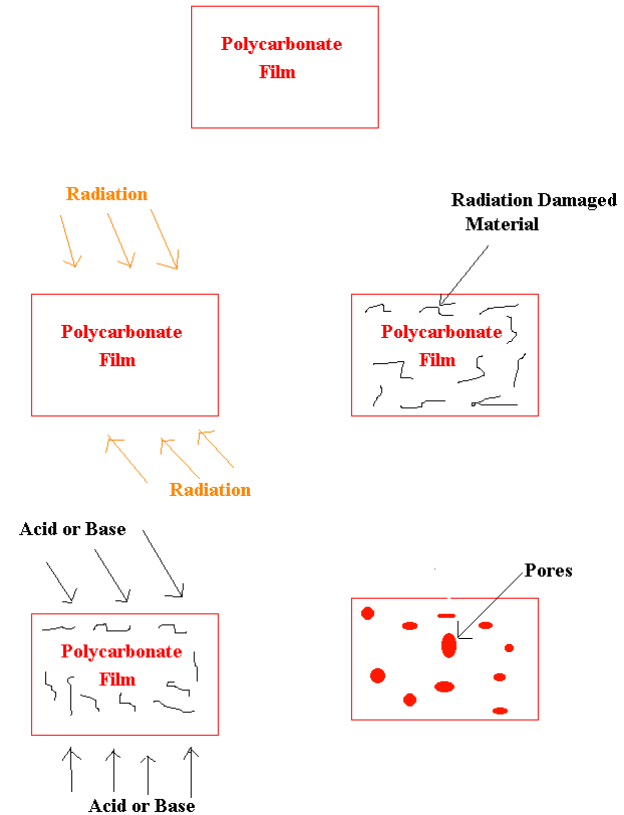 Polycarbonate
Film
Radiation
Radiation Damaged
Material
Polycarbonate
Film
Polycarbonate
Film
Radiation
Acid or Base
Pores
Polycarbonate
Film
Acid or Base